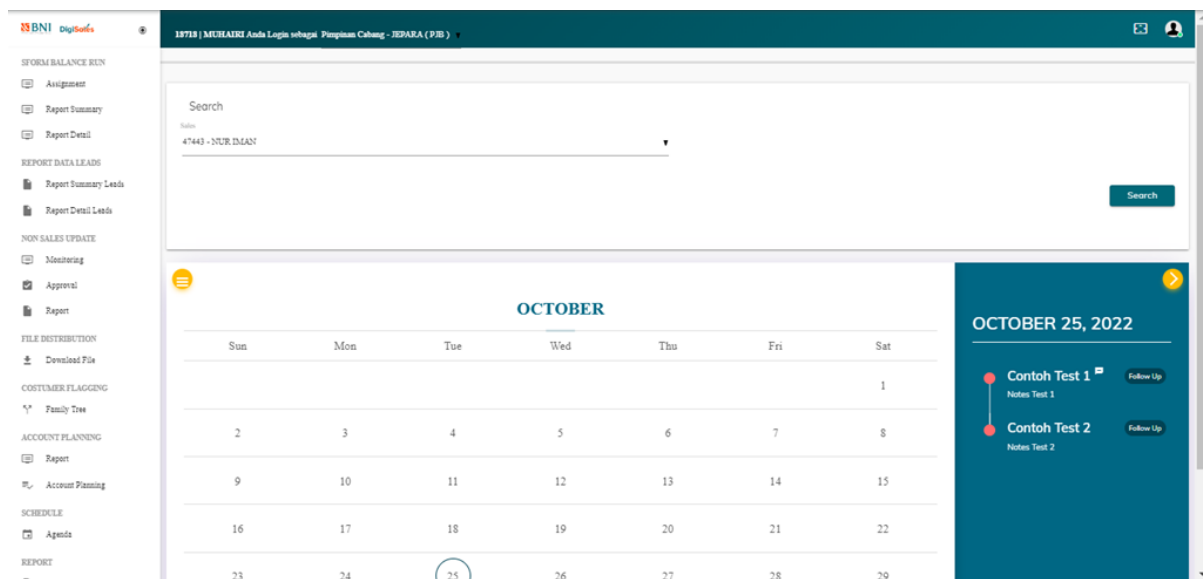 BNI DigiSales
18718 | MUHAIRI Anda Login sebagai Pimpinan Cabang - JEPARA ( PJB )
SFORM BALANCE RUN
Assignment
Report Summary
Report Detail
REPORT DATA LEADS
Report Summary Leads
Report Detail Leads
NON SALES UPDATE
Monitoring
Approval
Report
FILE DISTRIBUTION
Download File
COSTUMER FLAGGING
Family Tree
ACCOUNT PLANNING
Report
Account Planning
SCHEDULE
Agenda
REPORT
Search
Sales
47443 - NUR IMAN
Search
OCTOBER
Sun Mon Tue Wed Thu Fri Sat
1
2 3 4 5 6 7 8
9 10 11 12 13 14 15
16 17 18 19 20 21 22
23 24 25 26 27 28 29
OCTOBER 25, 2022
Contoh Test 1 Follow Up
Notes Test 1
Contoh Test 2 Follow Up
Notes Test 2